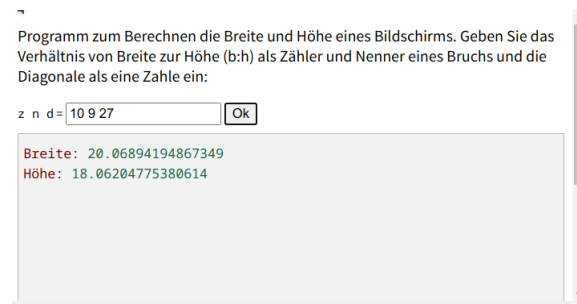 Programm zum Berechnen die Breite und Höhe eines Bildschirms. Geben Sie das
Verhältnis von Breite zur Höhe (b:h) als Zähler und Nenner eines Bruchs und die
Diagonale als eine Zahle ein:
z n d= 10 9 27 Ok
Breite: 20.06894194867349
Höhe: 18.06204775380614